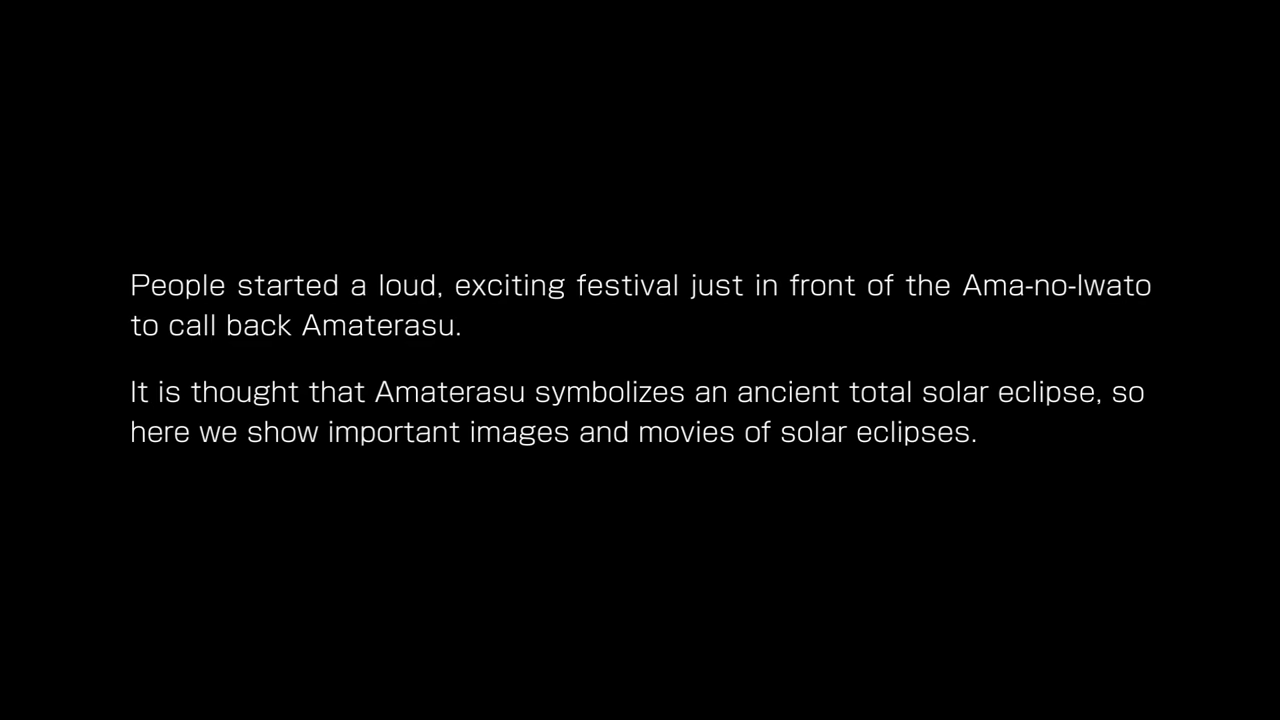 People started a loud, exciting festival just in front of the Ama-no-Iwato
to call back Amaterasu.
It is thought that Amaterasu symbolizes an ancient total solar eclipse, so
here we show important images and movies of solar eclipses.